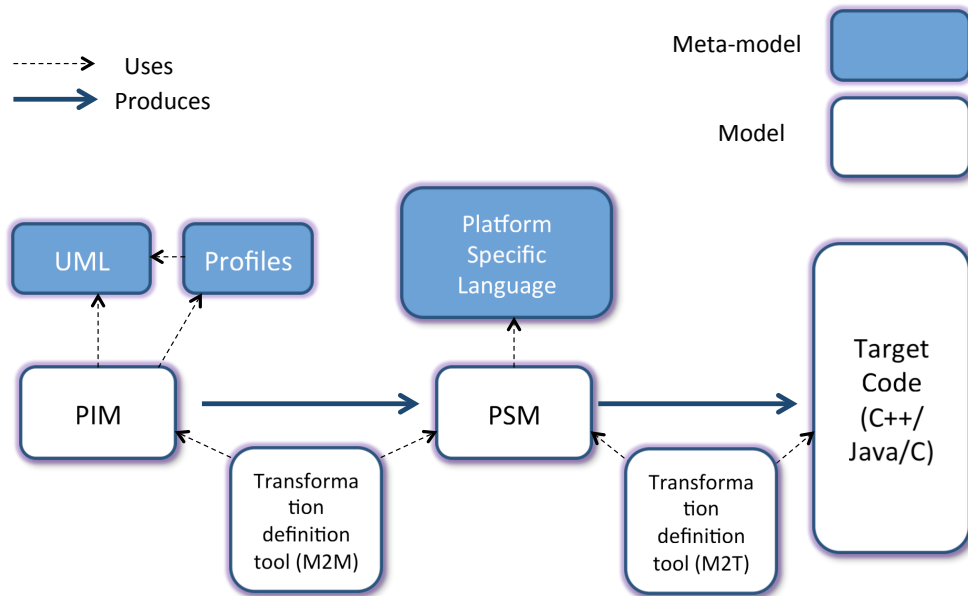 Uses
Produces
Meta-model
Model
UML
Profiles
Platform
Specific
Language
PIM
PSM
Target
Code
(C++/
Java/C)
Transforma
tion
definition
tool (M2M)
Transforma
tion
definition
tool (M2T)